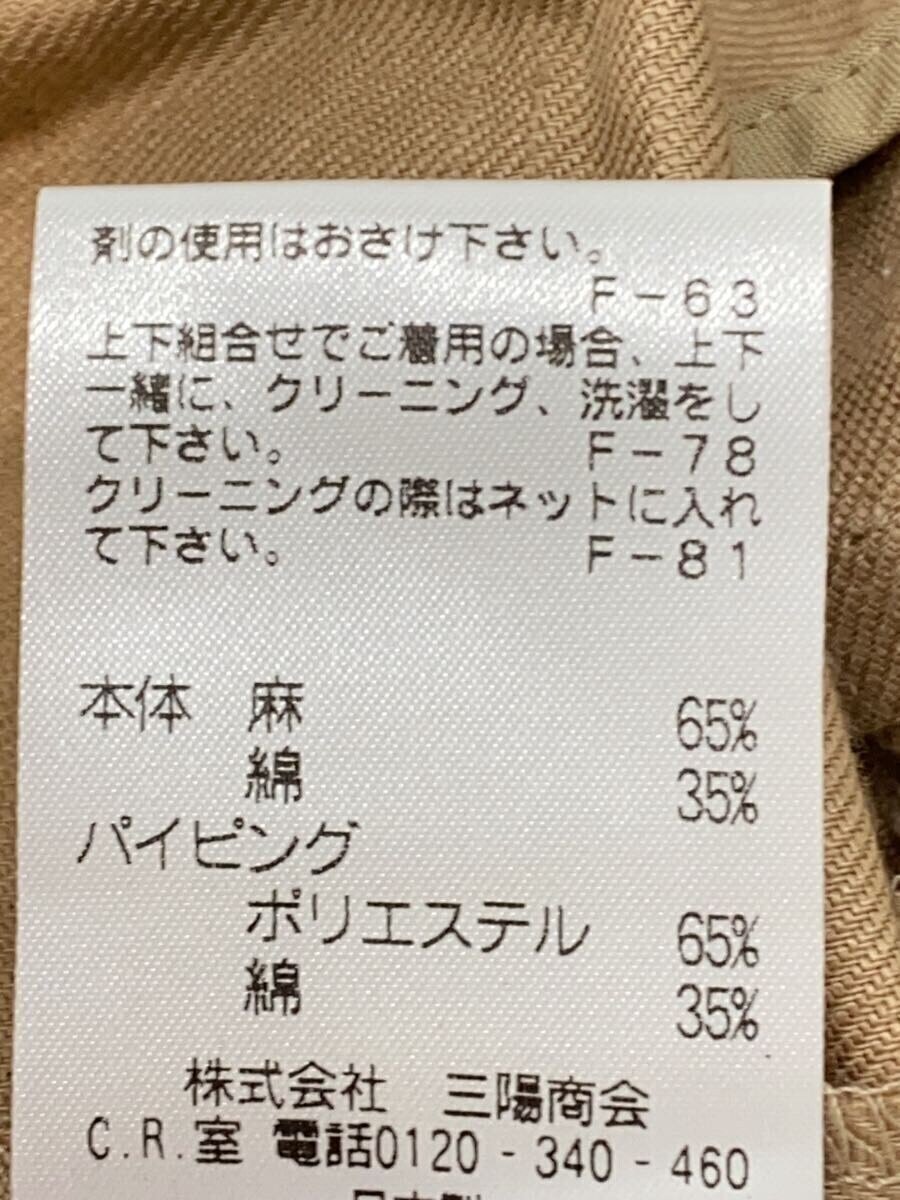 剤の使用はおさけ下さい。
F-63
上下組合せでご着用の場合、上下
一緒に、クリーニング、洗濯をし
て下さい。 F-78
クリーニングの際はネットに入れ
て下さい。 F-81
本体 麻 65%
綿 35%
パイピング
ポリエステル 65%
綿 35%
株式会社 三陽商会
C.R.室 電話0120-340-460